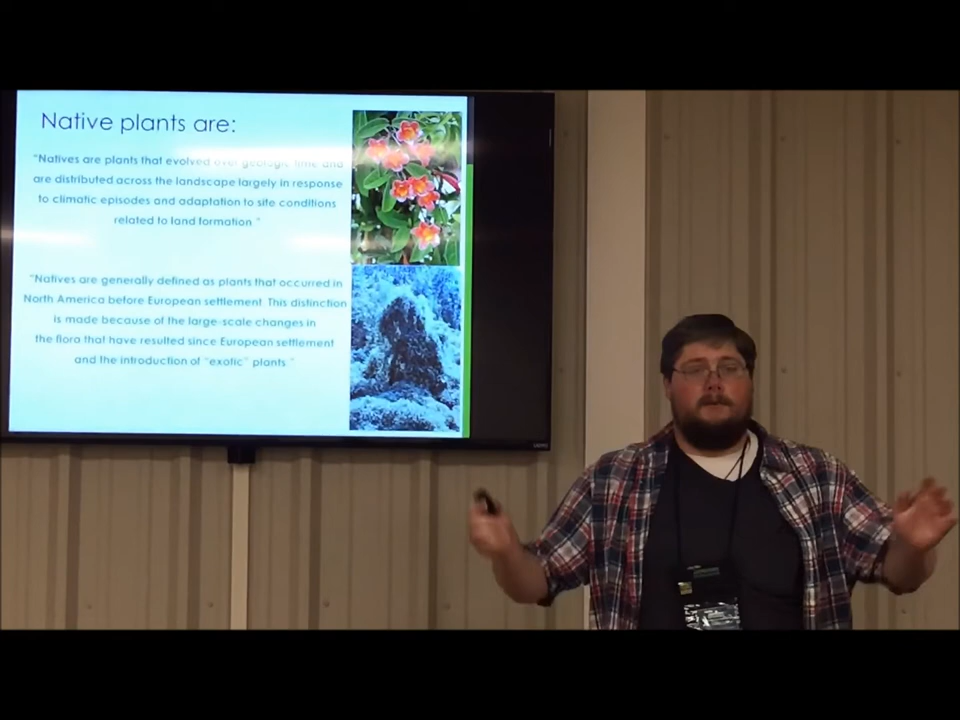 Native plants are:
"Natives are plants that evolved over geologic time and
are distributed across the landscape largely in response
to climatic episodes and adaptation to site conditions
related to land formation."
"Natives are generally defined as plants that occurred in
North America before European settlement. This distinction
is made because of the large-scale changes in
the flora that have resulted since European settlement
and the introduction of "exotic" plants."